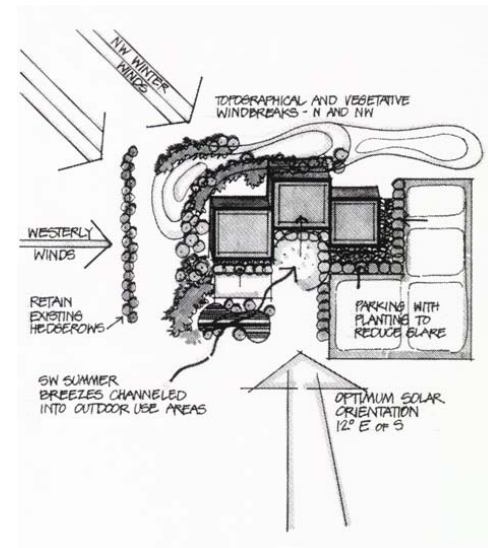 NW WINTER
WINDS
TOPOGRAPHICAL AND VEGETATIVE
WINDBREAKS - N AND NW
WESTERLY
WINDS
RETAIN
EXISTING
HEDGEROWS
PARKING WITH
PLANTING TO
REDUCE GLARE
SW SUMMER
BREEZES CHANNELED
INTO OUTDOOR USE AREAS
OPTIMUM SOLAR
ORIENTATION
12° E OF S